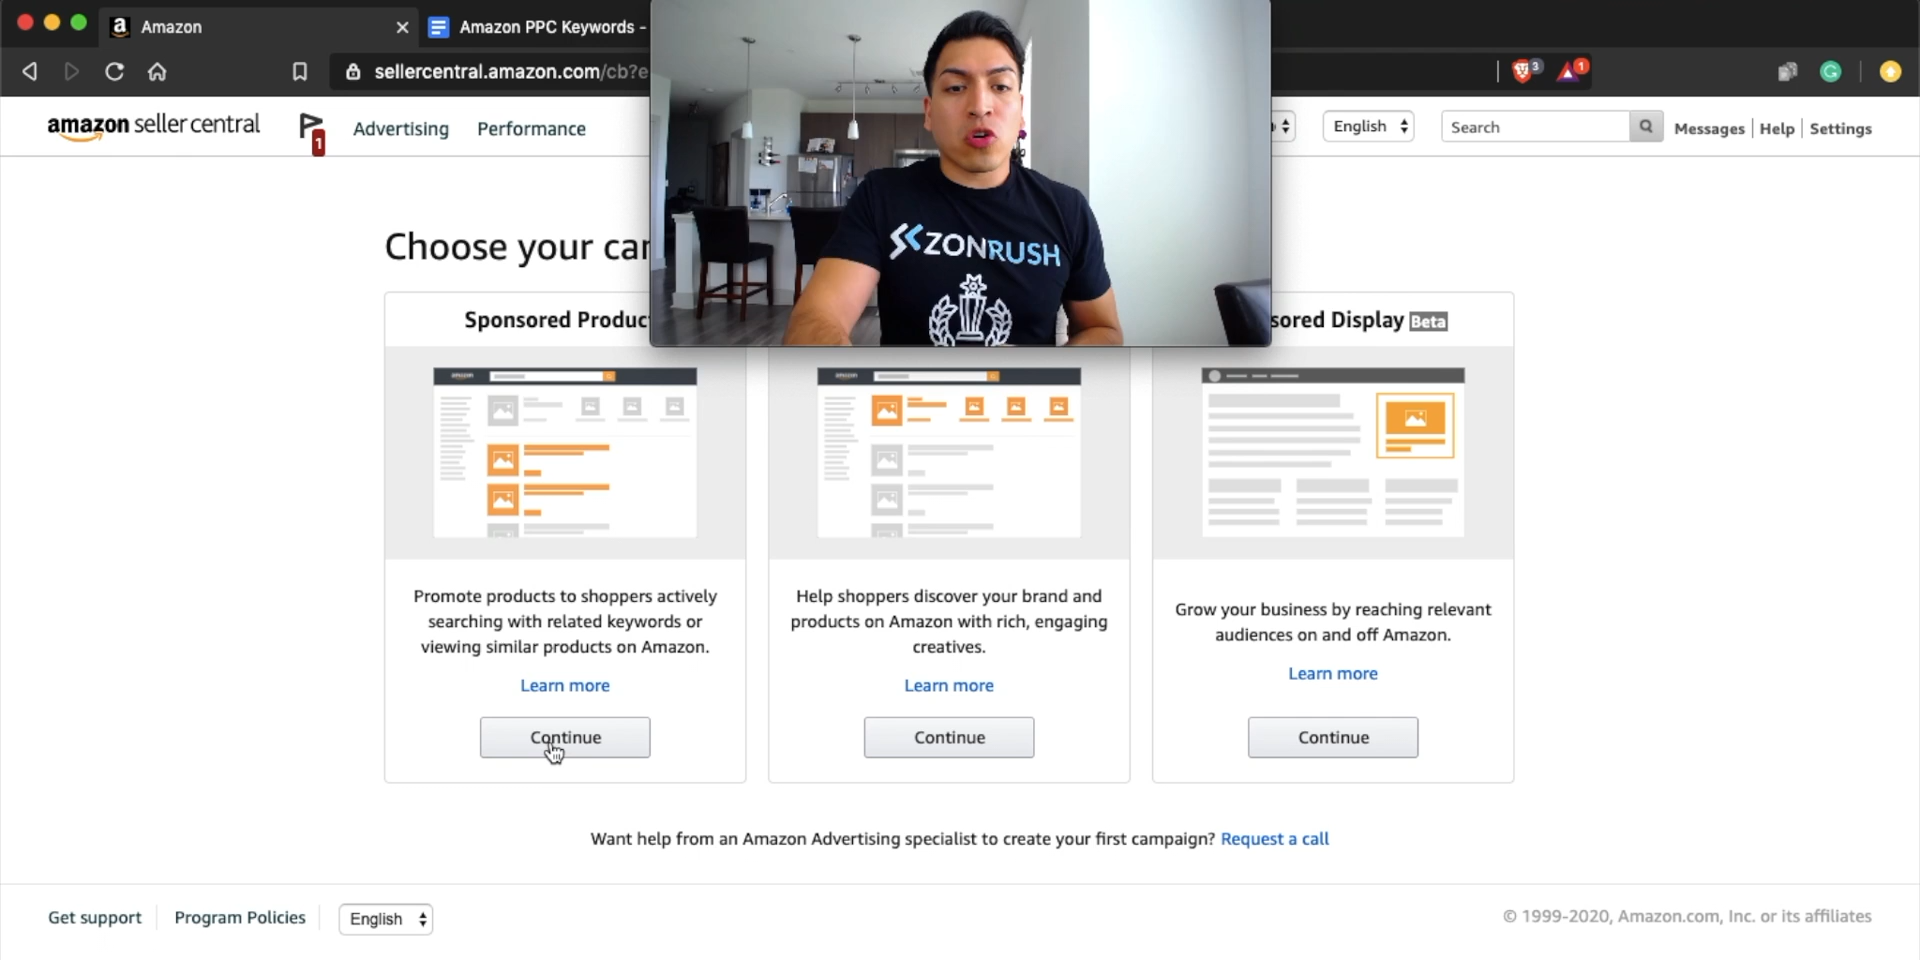 Amazon
Amazon PPC Keywords -
sellercentral.amazon.com/cb?e
3
1
amazon seller central
1
Advertising
Performance
English
Search
Messages
Help
Settings
Choose your
ZONRUSH
Sponsored
Display Beta
Promote products to shoppers actively
searching with related keywords or
viewing similar products on Amazon.
Learn more
Continue
Help shoppers discover your brand and
products on Amazon with rich, engaging
creatives.
Learn more
Continue
Grow your business by reaching relevant
audiences on and off Amazon.
Learn more
Continue
Want help from an Amazon Advertising specialist to create your first campaign? Request a call
Get support
Program Policies
English
© 1999-2020, Amazon.com, Inc. or its affiliates